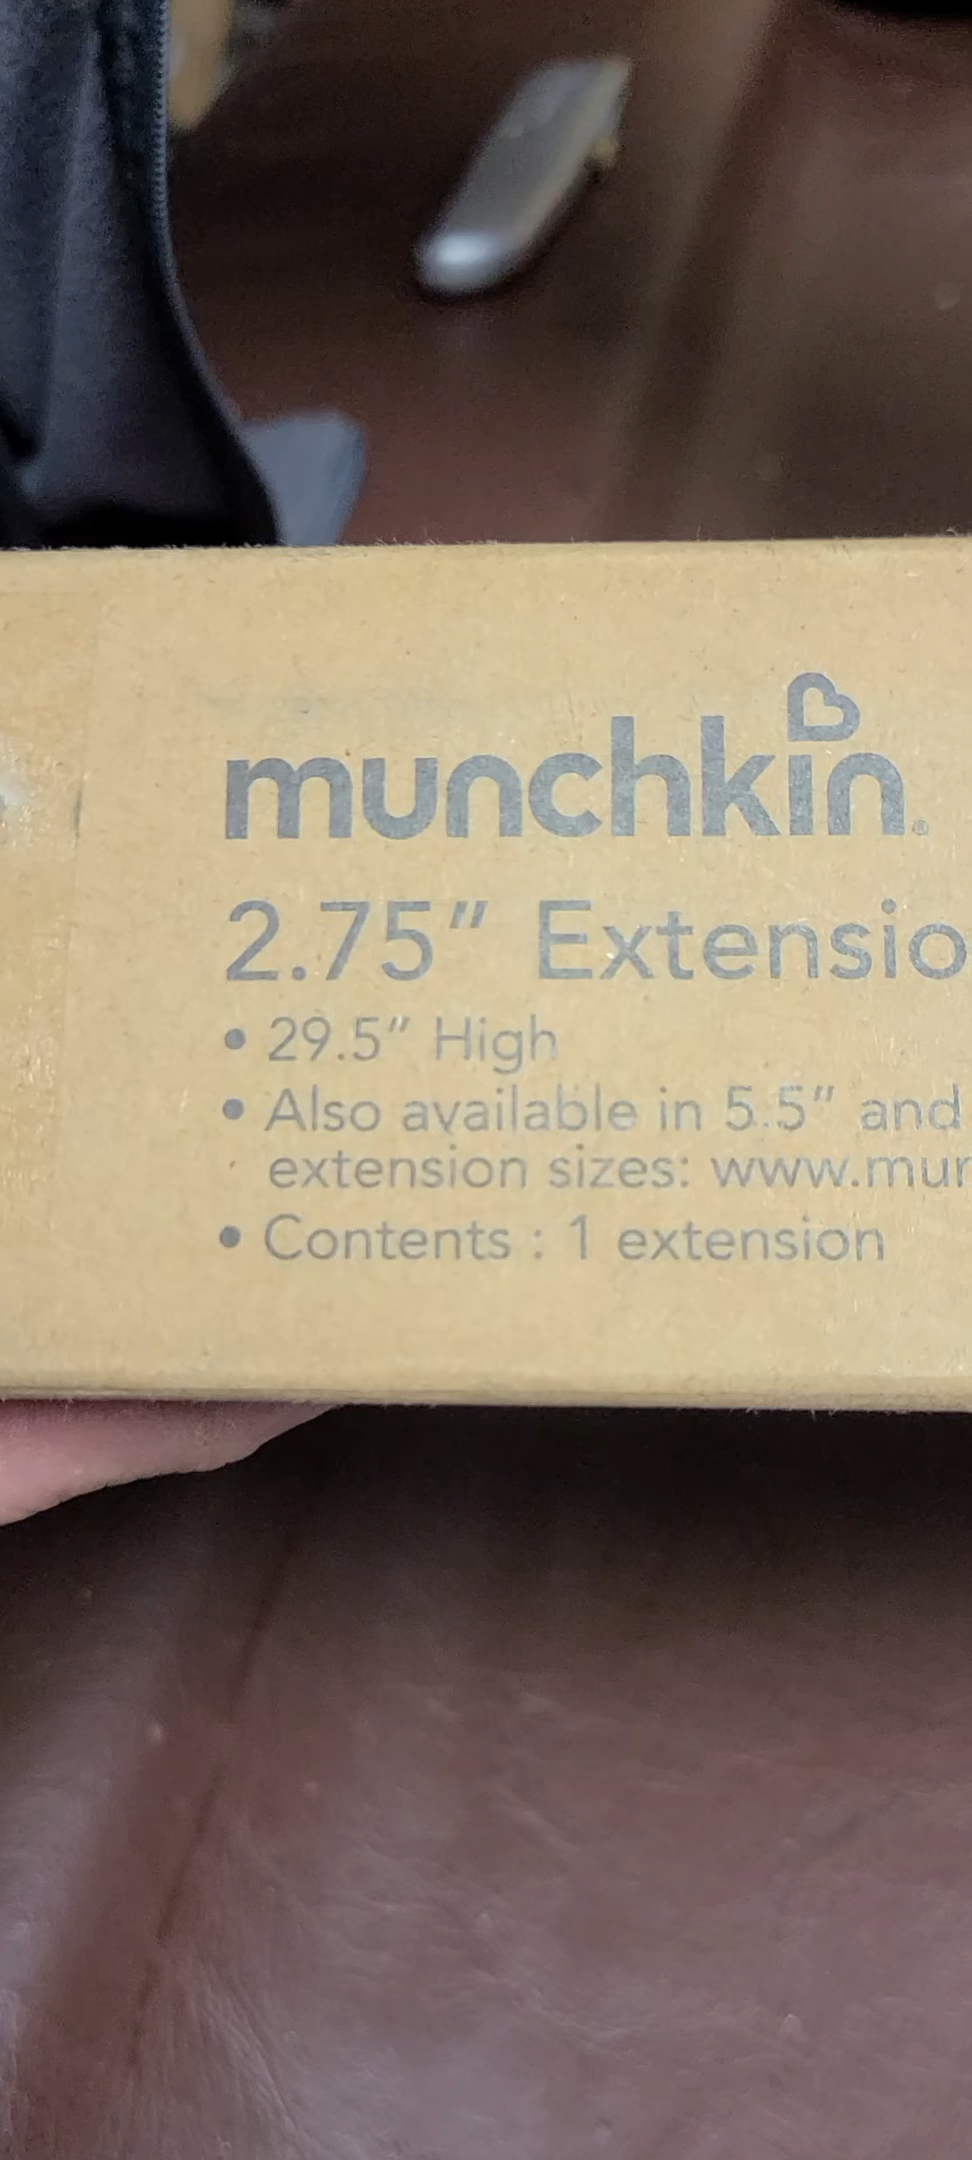 munchkin®
2.75" Extensio
• 29.5" High
• Also available in 5.5" and
extension sizes: www.mun
• Contents : 1 extension